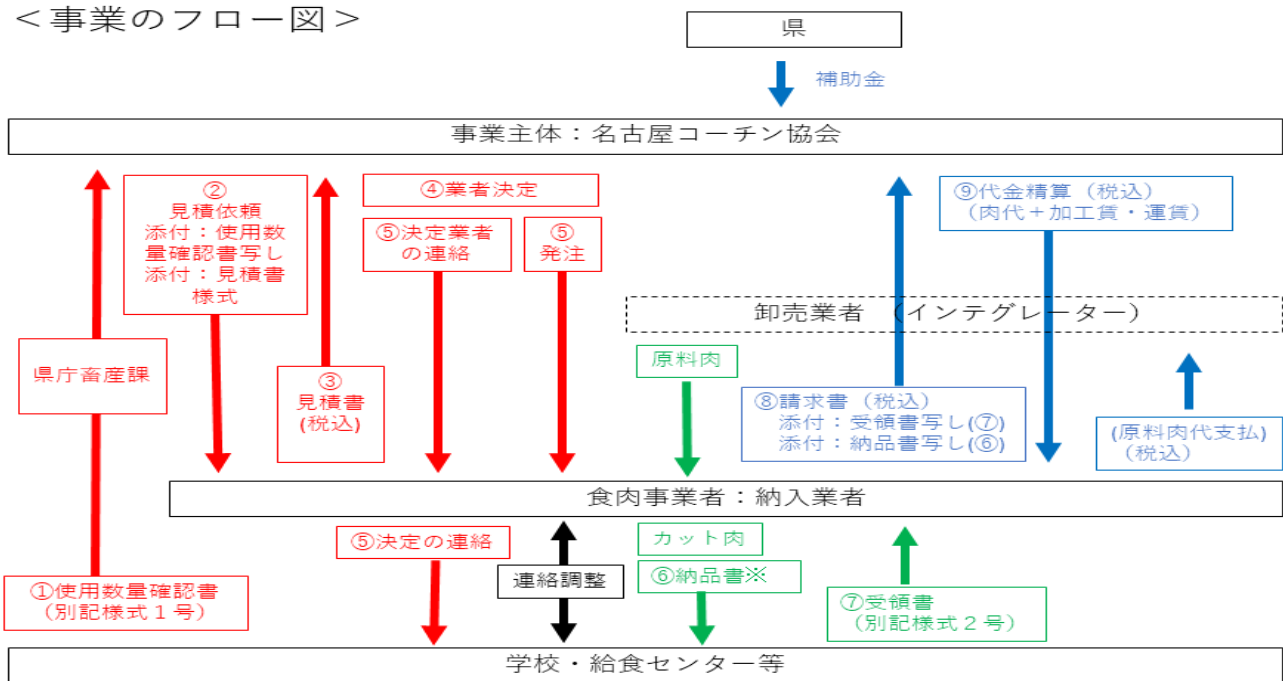 ＜事業のフロー図＞
県
補助金
事業主体：名古屋コーチン協会
②
見積依頼
添付：使用数
量確認書写し
添付：見積書
様式
④業者決定
⑤決定業者
の連絡
⑤
発注
⑨代金精算（税込）
（肉代＋加工賃・運賃）
卸売業者　（インテグレーター）
県庁畜産課
③
見積書
(税込)
原料肉
⑧請求書（税込）
添付：受領書写し(⑦)
添付：納品書写し(⑥)
(原料肉代支払)
（税込）
食肉事業者：納入業者
⑤決定の連絡
連絡調整
カット肉
⑥納品書※
①使用数量確認書
（別記様式１号）
⑦受領書
（別記様式２号）
学校・給食センター等